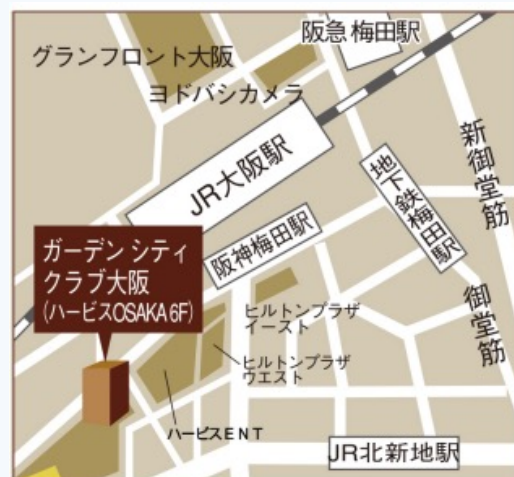 阪急 梅田駅
グランフロント大阪
ヨドバシカメラ
JR大阪駅
新御堂筋
地下鉄梅田駅
阪神梅田駅
ガーデン シティ
クラブ大阪
(ハービスOSAKA 6F)
御堂筋
ヒルトンプラザ
イースト
ヒルトンプラザ
ウエスト
ハービスENT
JR北新地駅